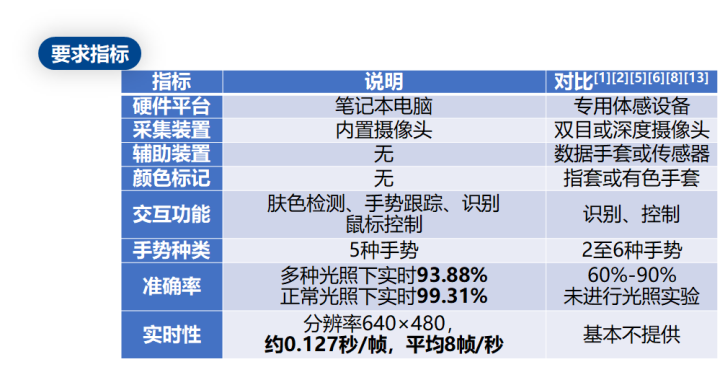 要求指标
指标 说明 对比[1][2][5][6][8][13]
硬件平台 笔记本电脑 专用体感设备
采集装置 内置摄像头 双目或深度摄像头
辅助装置 无 数据手套或传感器
颜色标记 无 指套或有色手套
交互功能 肤色检测、手势跟踪、识别
鼠标控制 识别、控制
手势种类 5种手势 2至6种手势
准确率 多种光照下实时93.88% 60%-90%
正常光照下实时99.31% 未进行光照实验
实时性 分辨率640×480，
约0.127秒/帧，平均8帧/秒 基本不提供